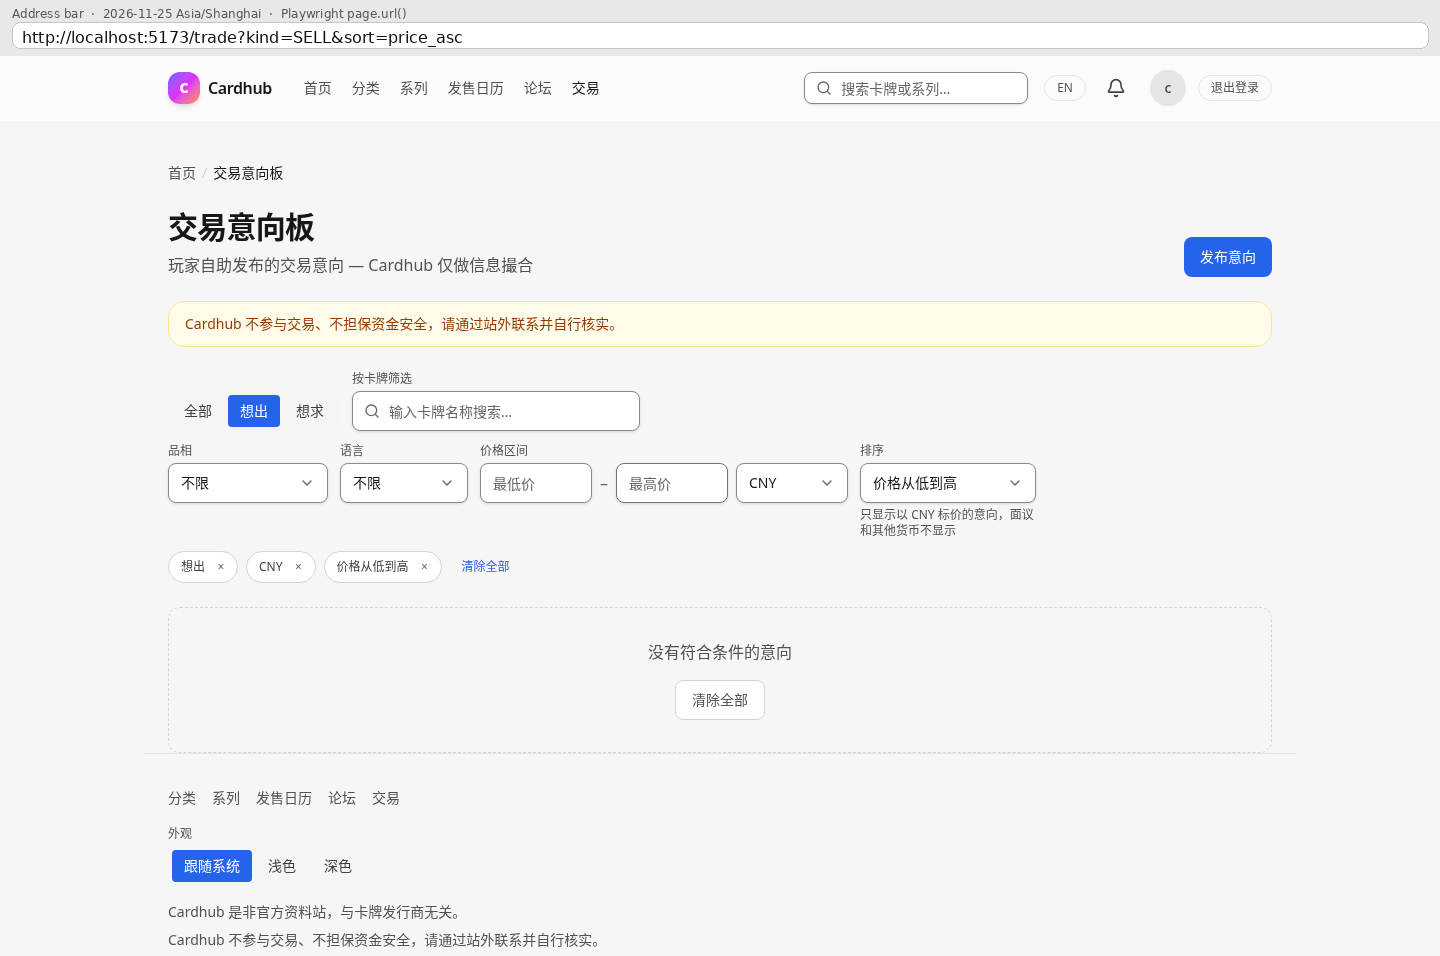 Address bar · 2026-11-25 Asia/Shanghai · Playwright page.url()
http://localhost:5173/trade?kind=SELL&sort=price_asc
C Cardhub 首页 分类 系列 发售日历 论坛 交易 搜索卡牌或系列... EN c 退出登录
首页 / 交易意向板
交易意向板
玩家自助发布的交易意向 — Cardhub 仅做信息撮合
发布意向
Cardhub 不参与交易、不担保资金安全，请通过站外联系并自行核实。
按卡牌筛选
全部 想出 想求 输入卡牌名称搜索...
品相 语言 价格区间 排序
不限 不限 最低价 – 最高价 CNY 价格从低到高
只显示以 CNY 标价的意向，面议
和其他货币不显示
想出 × CNY × 价格从低到高 × 清除全部
没有符合条件的意向
清除全部
分类 系列 发售日历 论坛 交易
外观
跟随系统 浅色 深色
Cardhub 是非官方资料站，与卡牌发行商无关。
Cardhub 不参与交易、不担保资金安全，请通过站外联系并自行核实。